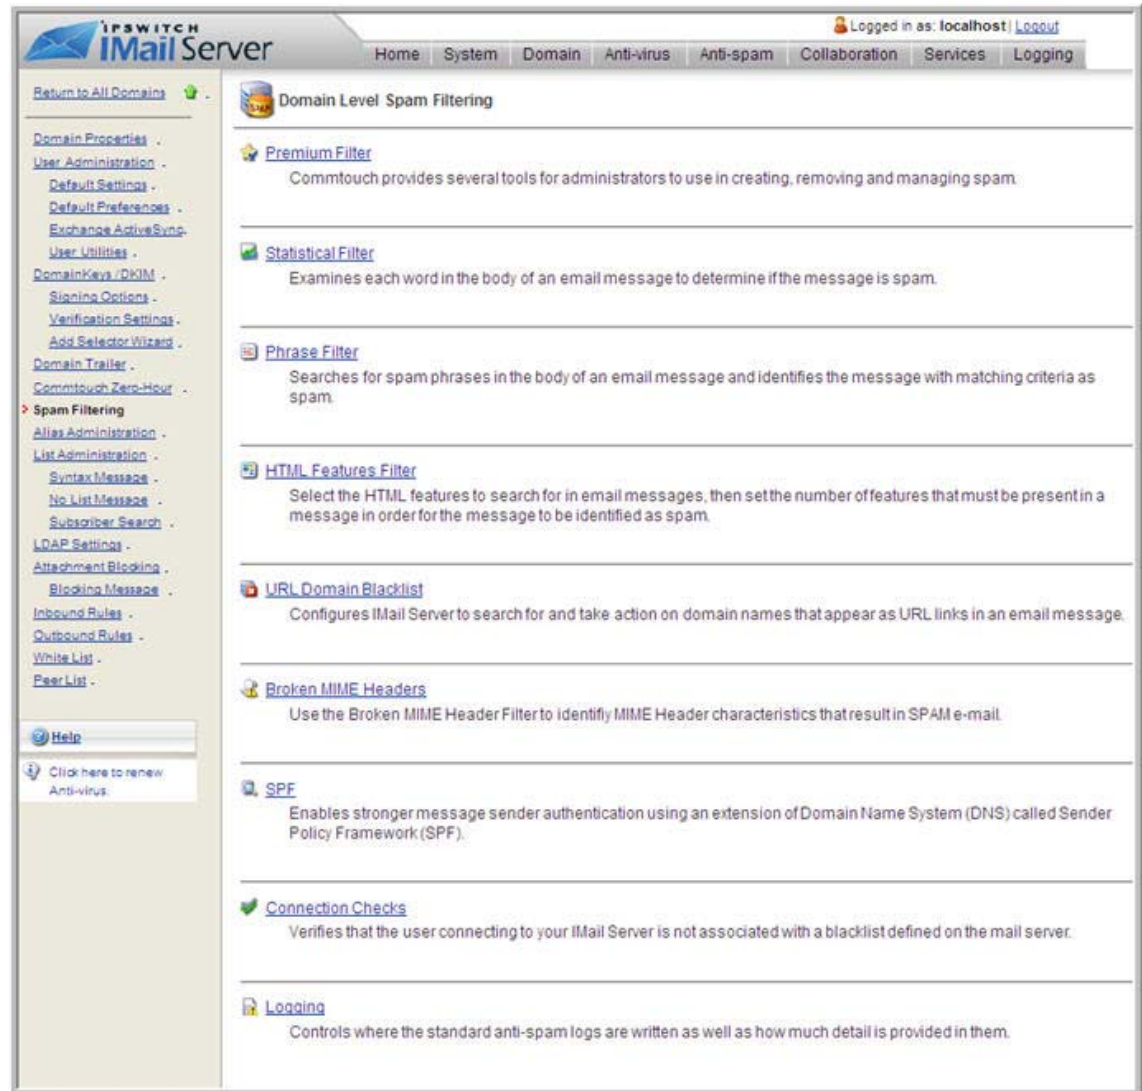 IPSWITCH
IMail Server
Logged in as: localhost | Logout
Home System Domain Anti-virus Anti-spam Collaboration Services Logging
Return to All Domains
Domain Properties
User Administration
Default Settings
Default Preferences
Exchange ActiveSync
User Utilities
DomainKeys /DKIM
Signing Options
Verification Settings
Add Selector Wizard
Domain Trailer
Commtouch Zero-Hour
Spam Filtering
Alias Administration
List Administration
Syntax Message
No List Message
Subscriber Search
LDAP Settings
Attachment Blocking
Blocking Message
Inbound Rules
Outbound Rules
White List
Peer List
Help
Click here to renew
Anti-virus.
Domain Level Spam Filtering
Premium Filter
Commtouch provides several tools for administrators to use in creating, removing and managing spam.
Statistical Filter
Examines each word in the body of an email message to determine if the message is spam.
Phrase Filter
Searches for spam phrases in the body of an email message and identifies the message with matching criteria as
spam.
HTML Features Filter
Select the HTML features to search for in email messages, then set the number of features that must be present in a
message in order for the message to be identified as spam.
URL Domain Blacklist
Configures IMail Server to search for and take action on domain names that appear as URL links in an email message.
Broken MIME Headers
Use the Broken MIME Header Filter to identifiy MIME Header characteristics that result in SPAM e-mail.
SPF
Enables stronger message sender authentication using an extension of Domain Name System (DNS) called Sender
Policy Framework (SPF).
Connection Checks
Verifies that the user connecting to your IMail Server is not associated with a blacklist defined on the mail server.
Logging
Controls where the standard anti-spam logs are written as well as how much detail is provided in them.